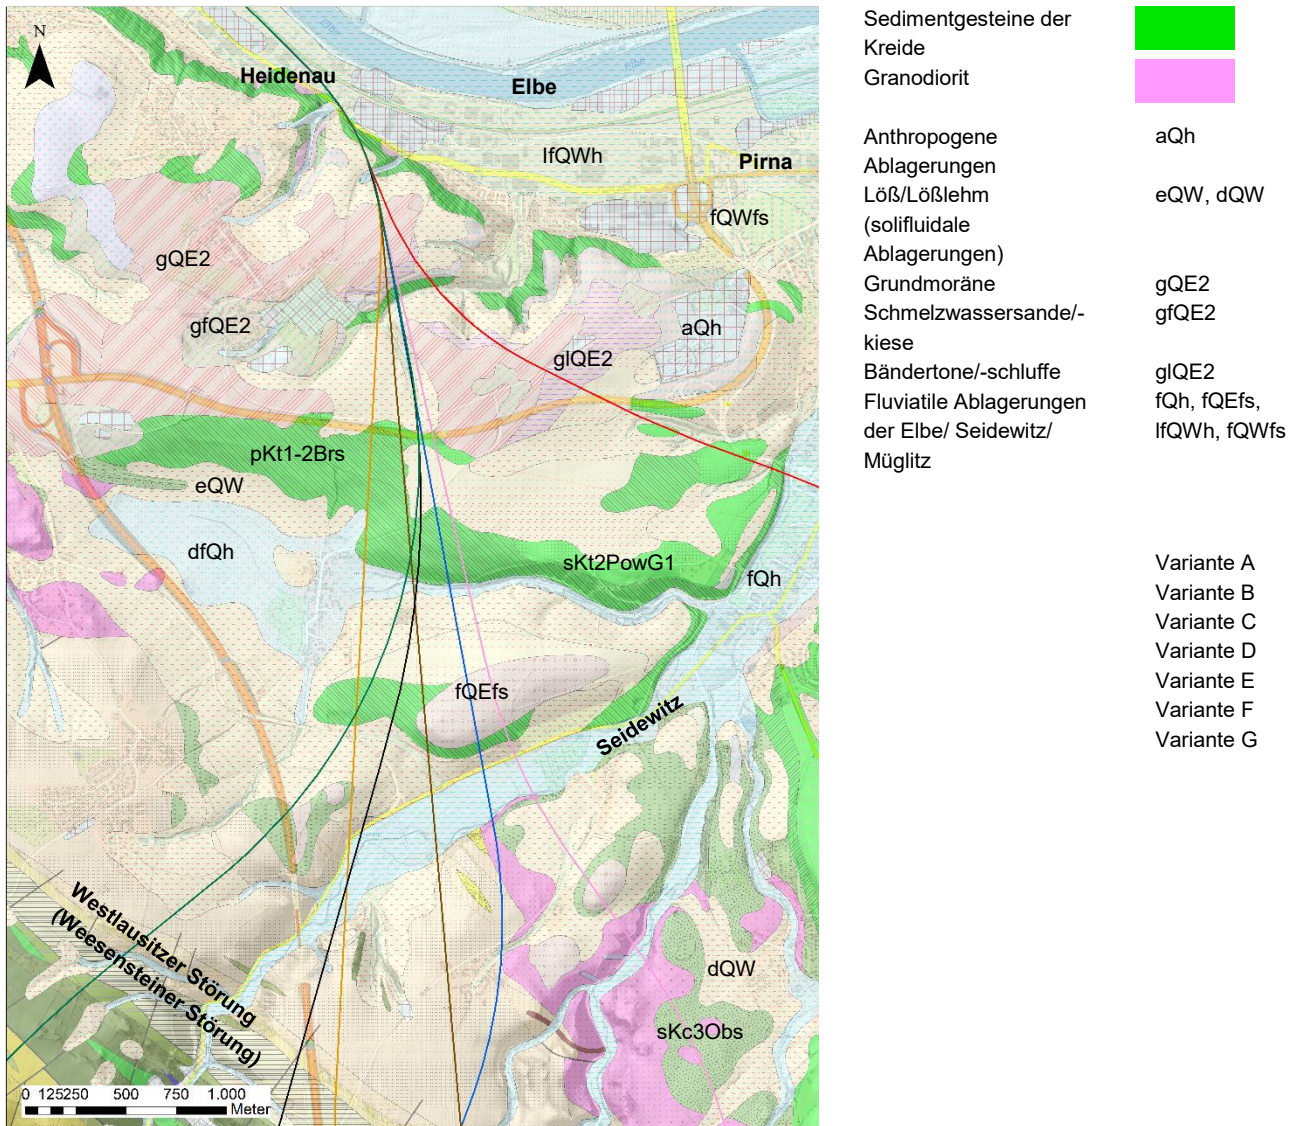 N
Heidenau
Elbe
Elbe
lfQWh
Pirna
fQWfs
gQE2
gfQE2
aQh
glQE2
pKt1-2Brs
eQW
dfQh
sKt2PowG1
fQh
fQEfs
Seidewitz
Westlausitzer Störung
(Weesensteiner Störung)
dQW
sKc3Obs
0 125250 500 750 1.000
Meter
Sedimentgesteine der
Kreide
Granodiorit
Anthropogene aQh
Ablagerungen
Löß/Lößlehm eQW, dQW
(solifluidale
Ablagerungen)
Grundmoräne gQE2
Schmelzwassersande/- gfQE2
kiese
Bändertone/-schluffe glQE2
Fluviatile Ablagerungen fQh, fQEfs,
der Elbe/ Seidewitz/ lfQWh, fQWfs
Müglitz
Variante A
Variante B
Variante C
Variante D
Variante E
Variante F
Variante G